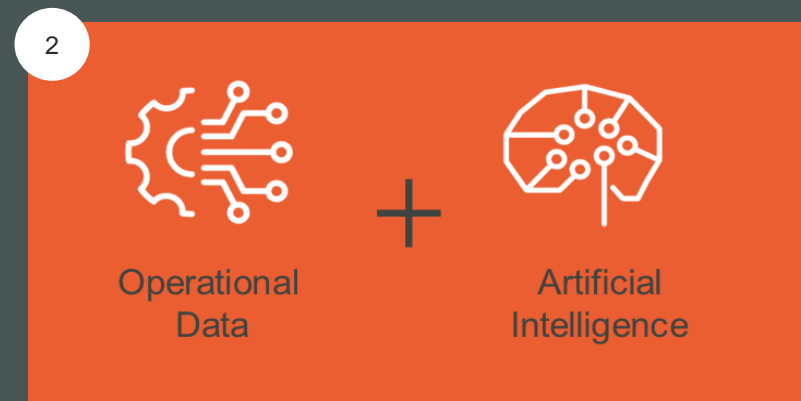 2
+
Operational
Data
Artificial
Intelligence